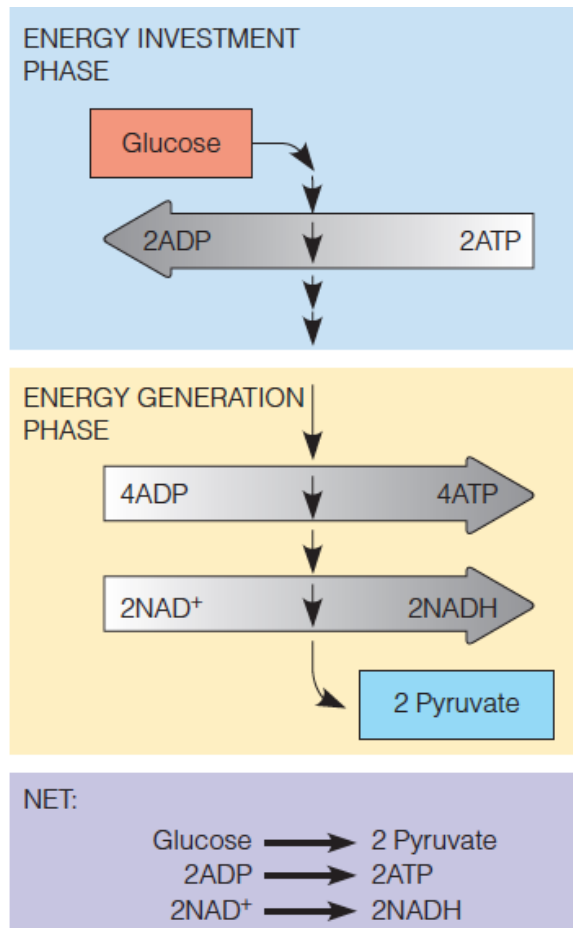 ENERGY INVESTMENT
PHASE
Glucose
2ADP 2ATP
ENERGY GENERATION
PHASE
4ADP 4ATP
2NAD⁺ 2NADH
2 Pyruvate
NET:
Glucose 2 Pyruvate
2ADP 2ATP
2NAD⁺ 2NADH